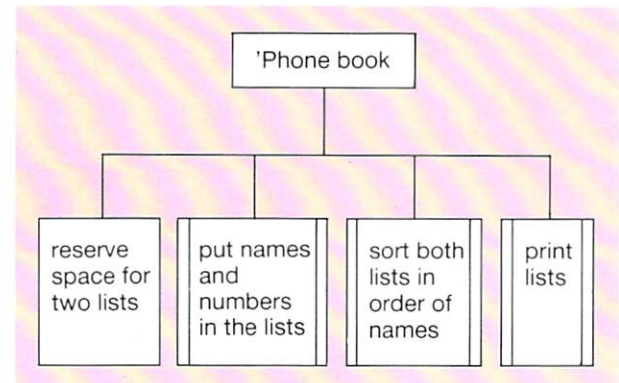 'Phone book
reserve
space for
two lists
put names
and
numbers
in the lists
sort both
lists in
order of
names
print
lists